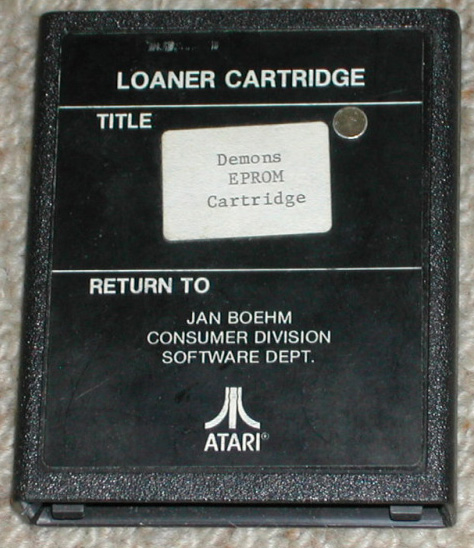 LOANER CARTRIDGE
TITLE
Demons
EPROM
Cartridge
RETURN TO
JAN BOEHM
CONSUMER DIVISION
SOFTWARE DEPT.
ATARI®